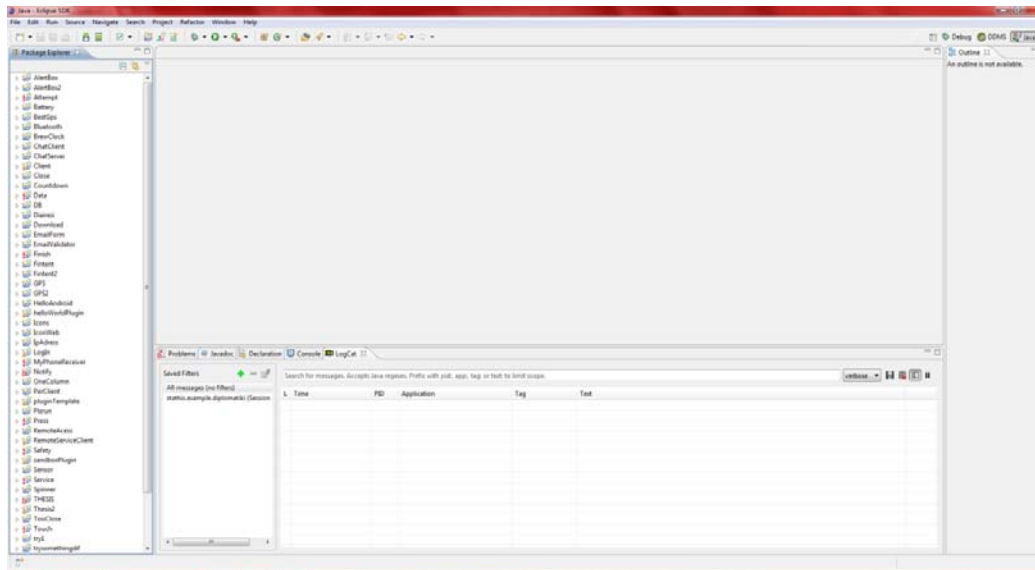 Java - Eclipse SDK
File Edit Run Source Navigate Search Project Refactor Window Help
Debug DDMS Java
Package Explorer
AlertBox
AlertBox2
Attempt
Battery
BestGps
Bluetooth
BrewClock
ChatClient
ChatServer
Client
Close
Countdown
Data
DB
Download
EmailForm
EmailValidator
Finish
Fintent
Fintent2
GPS
GPS2
HelloAndroid
helloWorldPlugin
Icons
IconWeb
IpAdress
Login
MyPhoneReceiver
Notify
OneColumn
pluginTemplate
Press
RemoteAcess
RemoteServiceClient
Safety
sandboxPlugin
Sensor
Service
Spinner
THESIS
Thesis2
TossClose
Touch
trysomethingdif
Problems Javadoc Declaration Console LogCat
Saved Filters
All messages (no filters)
stathis.example.diplomatiki (Session
Search for messages. Accepts Java regexes. Prefix with pid:, app:, tag: or text: to limit scope.
verbose
L Time PID Application Tag Text
Outline
An outline is not available.